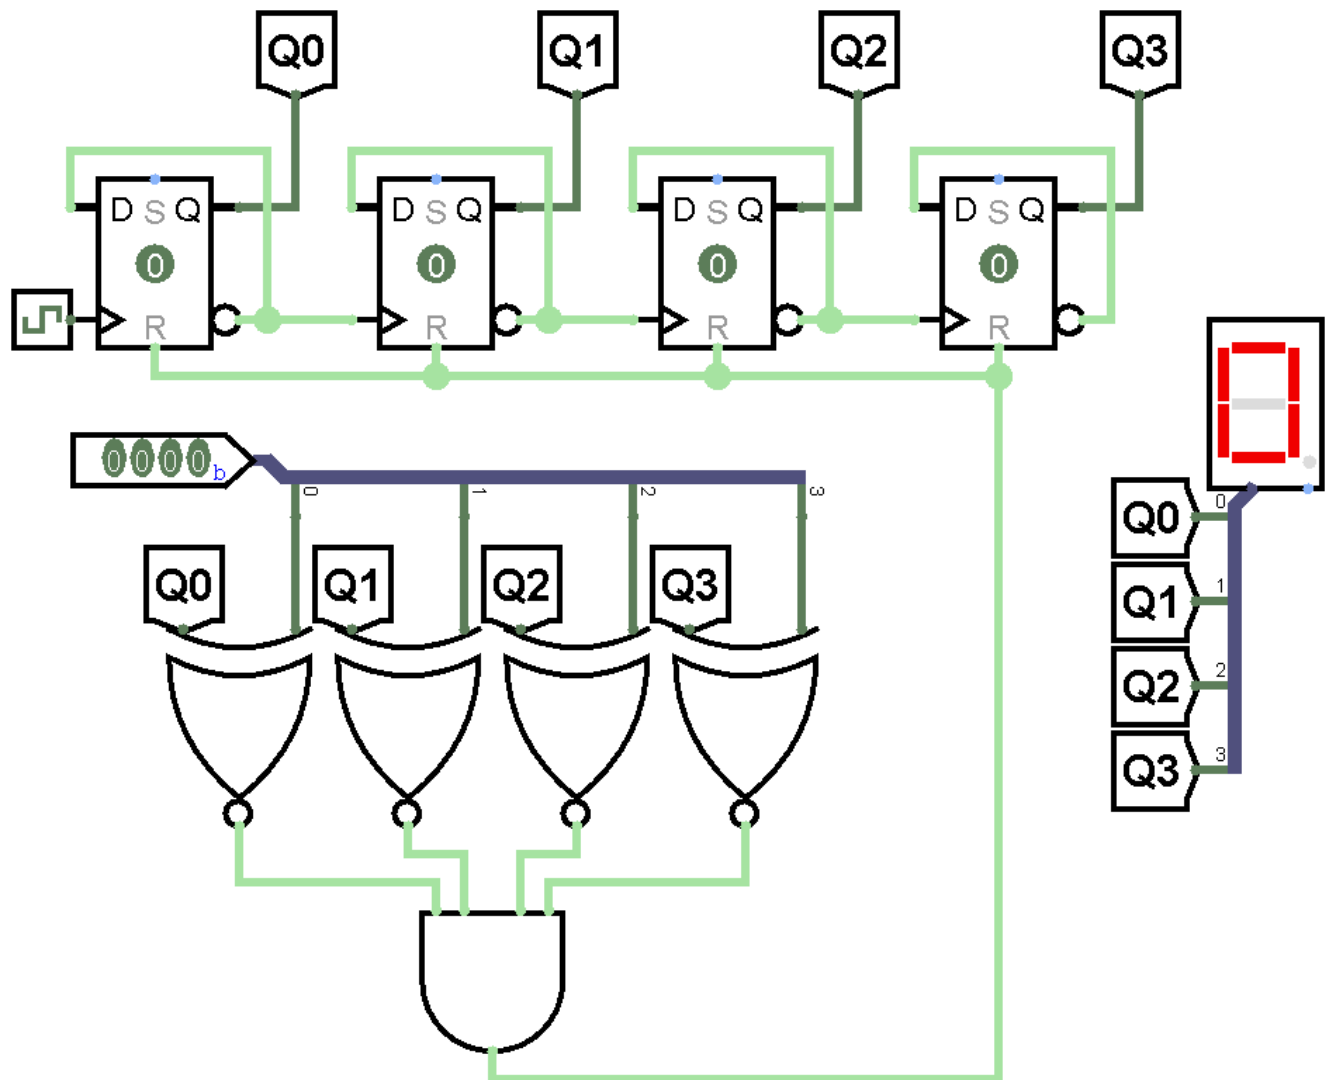 Q0 Q1 Q2 Q3
D S Q D S Q D S Q D S Q
0 0 0 0
R R R R
0000b
0 1 2 3
0
Q0 Q1 Q2 Q3
Q0 0
Q1 1
Q2 2
Q3 3